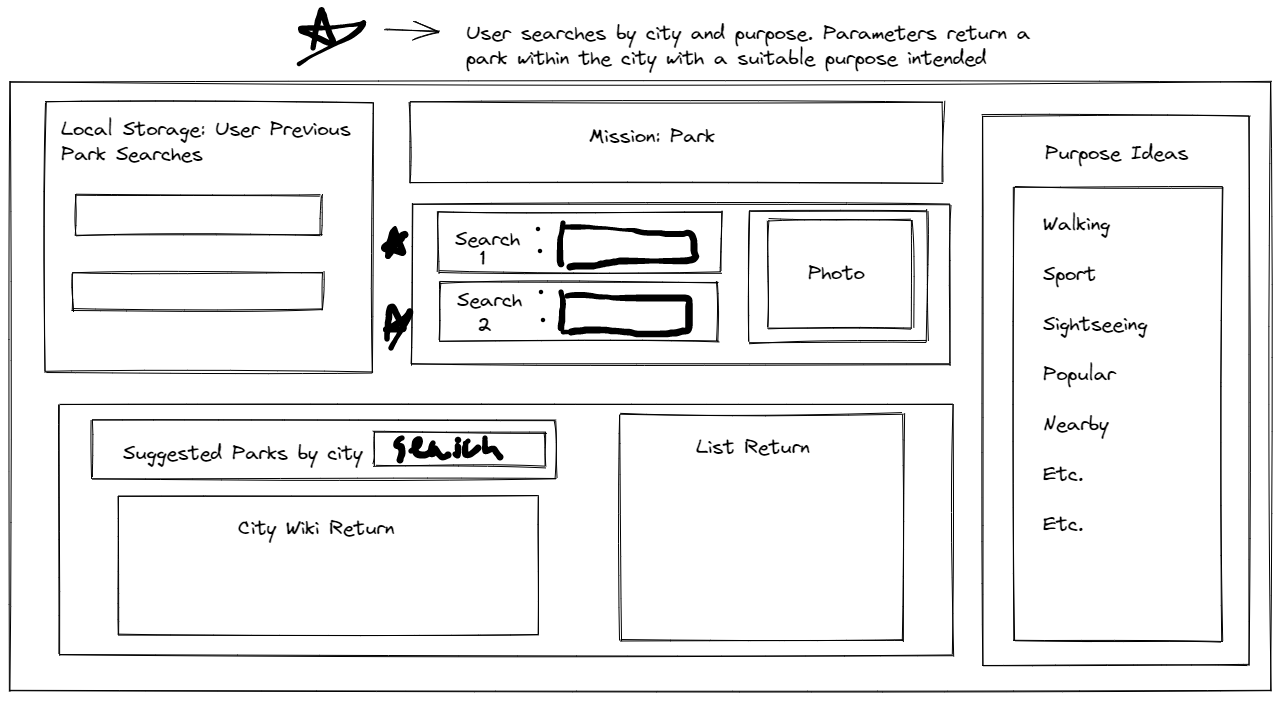 User searches by city and purpose. Parameters return a
park within the city with a suitable purpose intended
Local Storage: User Previous
Park Searches
Mission: Park
Search :
1
Search :
2
Photo
Purpose Ideas
Walking
Sport
Sightseeing
Popular
Nearby
Etc.
Etc.
Suggested Parks by city search
City Wiki Return
List Return